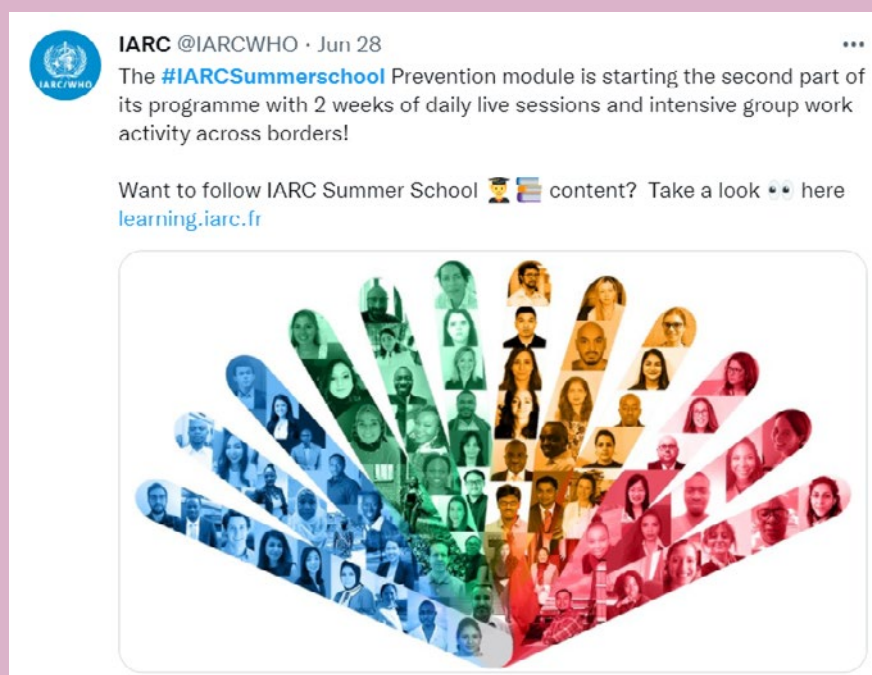 IARC @IARCWHO · Jun 28
The #IARCSummerschool Prevention module is starting the second part of
its programme with 2 weeks of daily live sessions and intensive group work
activity across borders!
Want to follow IARC Summer School 👨‍🎓 📚 content? Take a look 👀 here
learning.iarc.fr
IARC/WHO